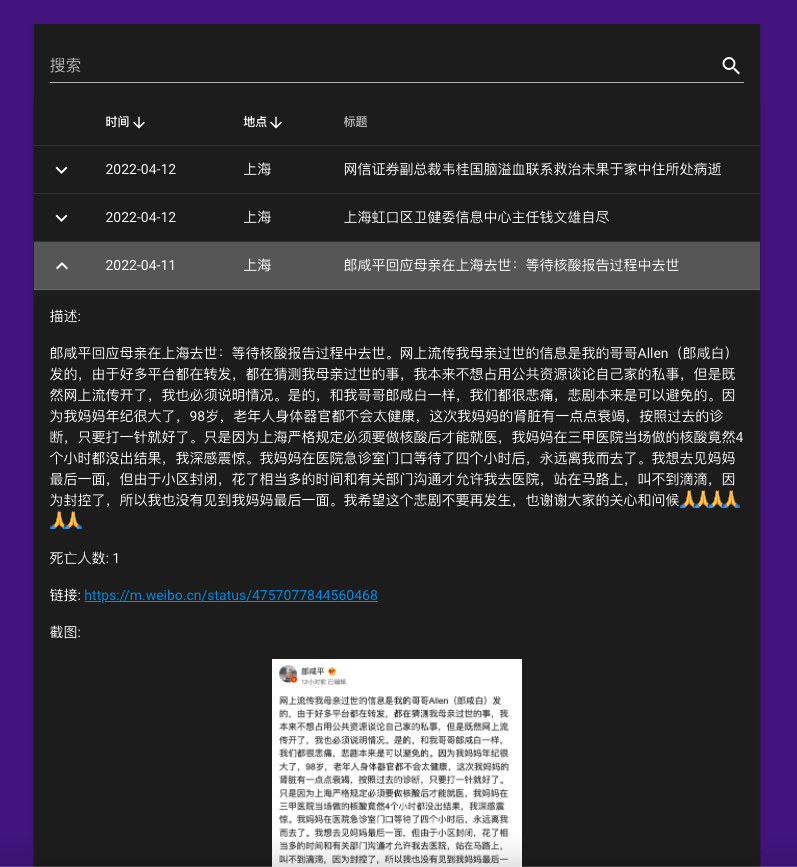 搜索
时间 地点 标题
2022-04-12 上海 网信证券副总裁韦桂国脑溢血联系救治未果于家中住所处病逝
2022-04-12 上海 上海虹口区卫健委信息中心主任钱文雄自尽
2022-04-11 上海 郎咸平回应母亲在上海去世：等待核酸报告过程中去世
描述:
郎咸平回应母亲在上海去世：等待核酸报告过程中去世。网上流传我母亲过世的信息是我的哥哥Allen（郎咸白）
发的，由于好多平台都在转发，都在猜测我母亲过世的事，我本来不想占用公共资源谈论自己家的私事，但是既
然网上流传开了，我也必须说明情况。是的，和我哥哥郎咸白一样，我们都很悲痛，悲剧本来是可以避免的。因
为我妈妈年纪很大了，98岁，老年人身体器官都不会太健康，这次我妈妈的肾脏有一点点衰竭，按照过去的诊
断，只要打一针就好了。只是因为上海严格规定必须要做核酸后才能就医，我妈妈在三甲医院当场做的核酸竟然4
个小时都没出结果，我深感震惊。我妈妈在医院急诊室门口等待了四个小时后，永远离我而去了。我想去见妈妈
最后一面，但由于小区封闭，花了相当多的时间和有关部门沟通才允许我去医院，站在马路上，叫不到滴滴，因
为封控了，所以我也没有见到我妈妈最后一面。我希望这个悲剧不要再发生，也谢谢大家的关心和问候🙏🙏🙏🙏
🙏🙏
死亡人数: 1
链接: https://m.weibo.cn/status/4757077844560468
截图:
郎咸平
12小时前 已编辑
网上流传我母亲过世的信息是我的哥哥Allen（郎咸白）发
的，由于好多平台都在转发，都在猜测我母亲过世的事，我
本来不想占用公共资源谈论自己家的私事，但是既然网上流
传开了，我也必须说明情况。是的，和我哥哥郎咸白一样，
我们都很悲痛，悲剧本来是可以避免的。因为我妈妈年纪很
大了，98岁，老年人身体器官都不会太健康，这次我妈妈的
肾脏有一点点衰竭，按照过去的诊断，只要打一针就好了。
只是因为上海严格规定必须要做核酸后才能就医，我妈妈在
三甲医院当场做的核酸竟然4个小时都没出结果，我深感震
惊。我妈妈在医院急诊室门口等待了四个小时后，永远离我
而去了。我想去见妈妈最后一面，但由于小区封闭，花了相
当多的时间和有关部门沟通才允许我去医院，站在马路上，
叫不到滴滴，因为封控了，所以我也没有见到我妈妈最后一